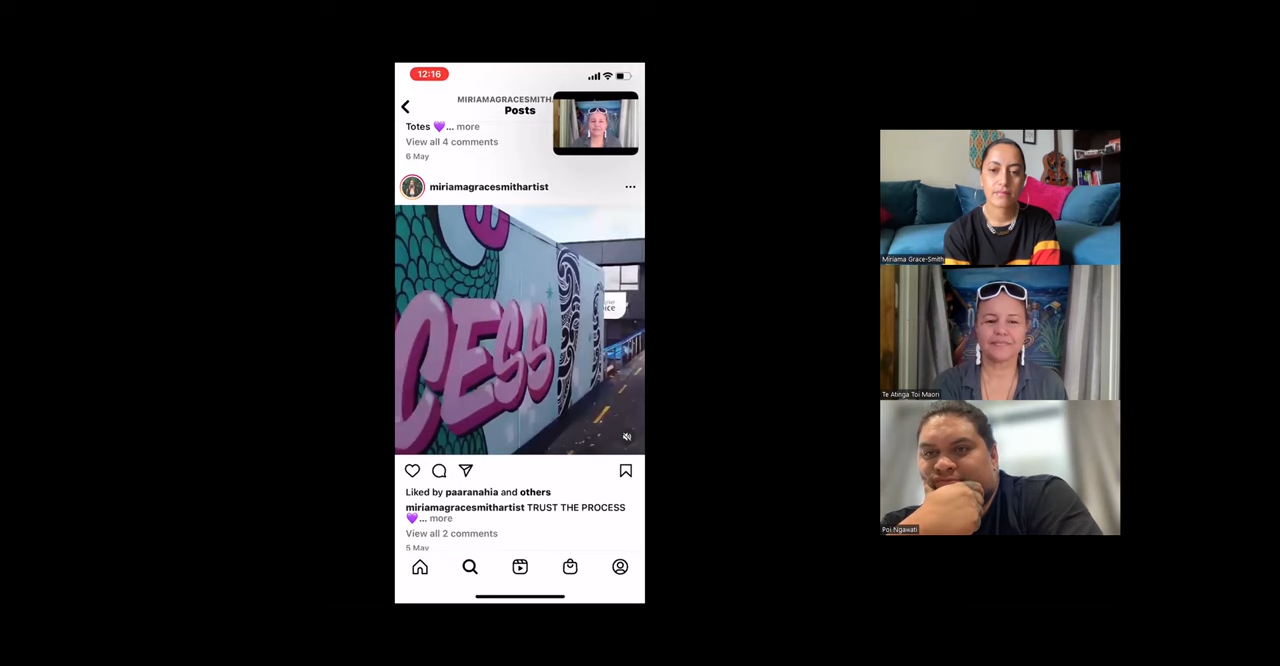 12:16
MIRIAMAGRACESMITH
Posts
Totes 💜... more
View all 4 comments
6 May
miriamagracesmithartist
CESS
Liked by paaranahia and others
miriamagracesmithartist TRUST THE PROCESS
💜... more
View all 2 comments
5 May
Miriama Grace-Smith
Te Atinga Toi Maori
Poi Ngawati